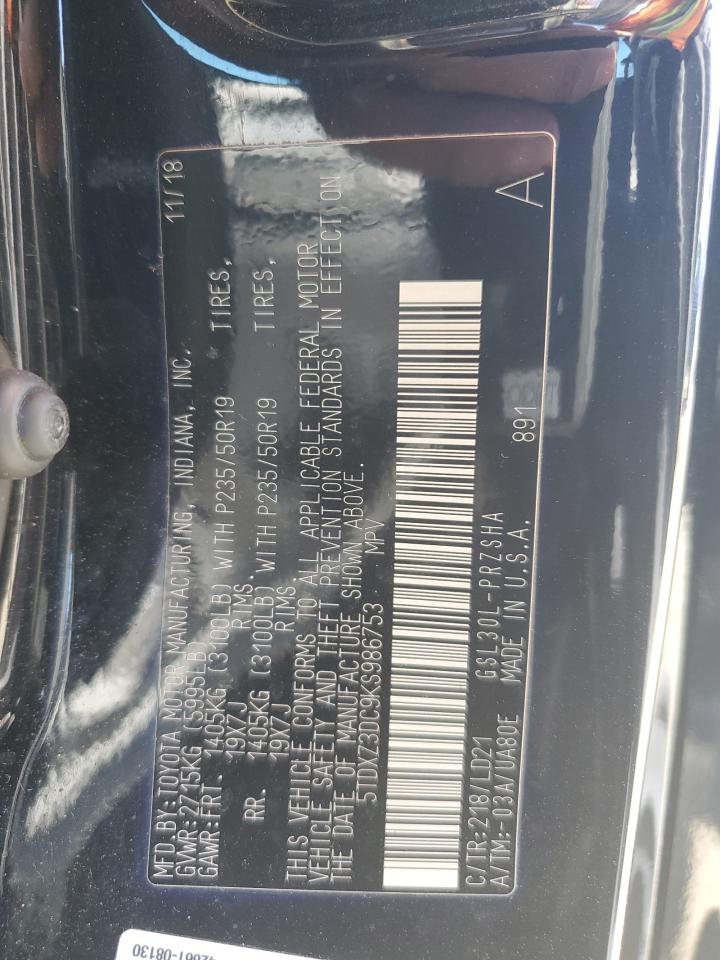 MFD.BY:TOYOTA MOTOR MANUFACTURING, INDIANA, INC. 11/18
GVWR:2715KG (5995LB)
GAWR:FRT. 1405KG (3100LB) WITH P235/50R19 TIRES,
19X7J RIMS.
RR. 1405KG (3100LB) WITH P235/50R19 TIRES,
19X7J RIMS
THIS VEHICLE CONFORMS TO ALL APPLICABLE FEDERAL MOTOR
VEHICLE SAFETY AND THEFT PREVENTION STANDARDS IN EFFECT ON
THE DATE OF MANUFACTURE SHOWN ABOVE.
5TDXZ3DC9KS986753 MPV
C/TR:218/LD21 GSL30L-PRZSHA
A/TM:-03A/UA80E MADE IN U.S.A. 891 A
42661-08130